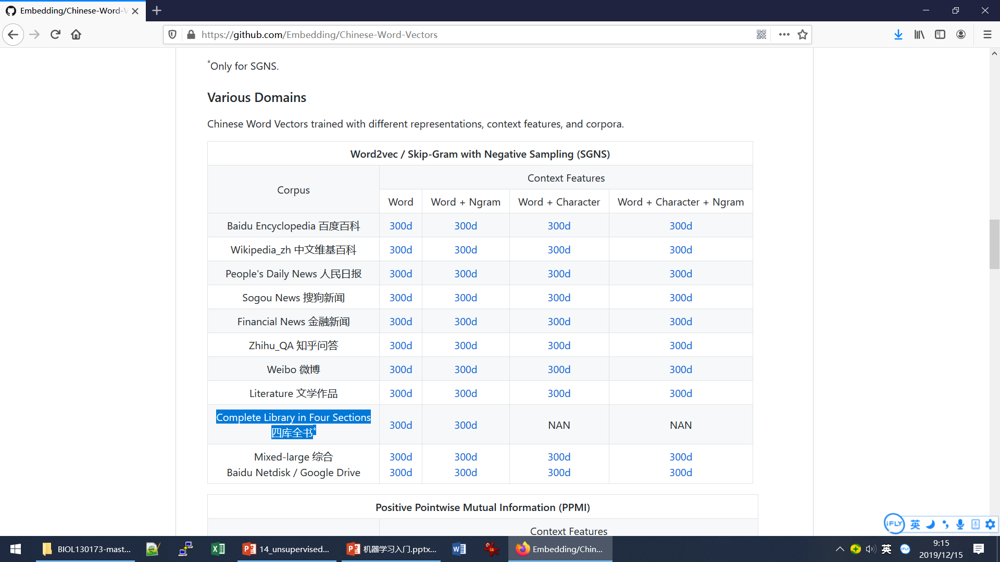 Embedding/Chinese-Word-V
https://github.com/Embedding/Chinese-Word-Vectors
*Only for SGNS.
Various Domains
Chinese Word Vectors trained with different representations, context features, and corpora.
Word2vec / Skip-Gram with Negative Sampling (SGNS)
Corpus
Context Features
Word Word + Ngram Word + Character Word + Character + Ngram
Baidu Encyclopedia 百度百科 300d 300d 300d 300d
Wikipedia_zh 中文维基百科 300d 300d 300d 300d
People's Daily News 人民日报 300d 300d 300d 300d
Sogou News 搜狗新闻 300d 300d 300d 300d
Financial News 金融新闻 300d 300d 300d 300d
Zhihu_QA 知乎问答 300d 300d 300d 300d
Weibo 微博 300d 300d 300d 300d
Literature 文学作品 300d 300d 300d 300d
Complete Library in Four Sections
四库全书* 300d 300d NAN NAN
Mixed-large 综合 300d 300d 300d 300d
Baidu Netdisk / Google Drive 300d 300d 300d 300d
Positive Pointwise Mutual Information (PPMI)
Context Features
iFLY 英
BIOL130173-mast... 14_unsupervised... 机器学习入门.pptx... 64 Embedding/Chin... 英 iFLY
9:15
2019/12/15